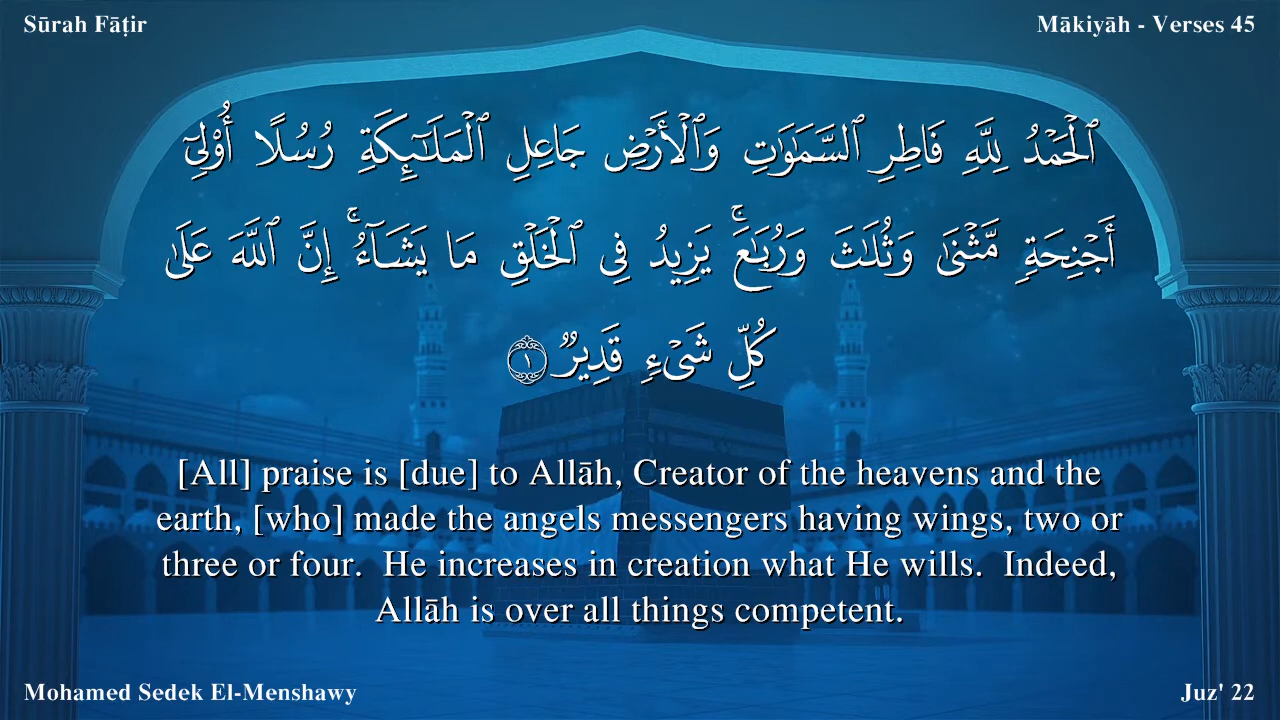 Sūrah Fāṭir
Mākiyāh - Verses 45
ٱلْحَمْدُ لِلَّهِ فَاطِرِ ٱلسَّمَٰوَٰتِ وَٱلْأَرْضِ جَاعِلِ ٱلْمَلَٰٓئِكَةِ رُسُلًا أُو۟لِىٓ
أَجْنِحَةٍ مَّثْنَىٰ وَثُلَٰثَ وَرُبَٰعَ ۚ يَزِيدُ فِى ٱلْخَلْقِ مَا يَشَآءُ ۚ إِنَّ ٱللَّهَ عَلَىٰ
كُلِّ شَىْءٍ قَدِيرٌ ١
[All] praise is [due] to Allāh, Creator of the heavens and the
earth, [who] made the angels messengers having wings, two or
three or four.  He increases in creation what He wills.  Indeed,
Allāh is over all things competent.
Mohamed Sedek El-Menshawy
Juz' 22